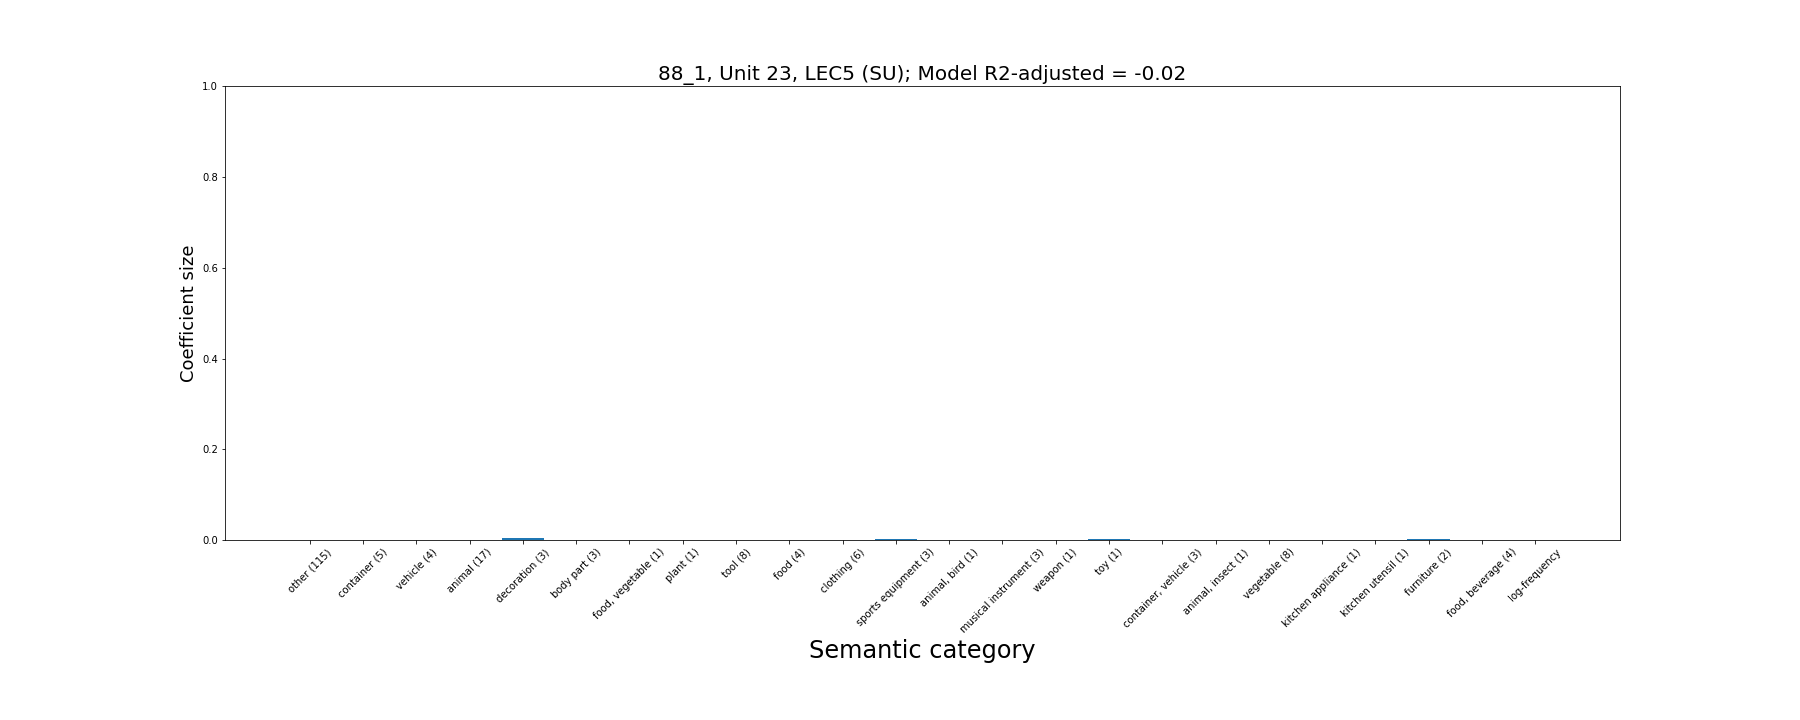 88_1, Unit 23, LEC5 (SU); Model R2-adjusted = -0.02
Coefficient size
1.0
0.8
0.6
0.4
0.2
0.0
other (115)
container (5)
vehicle (4)
animal (17)
decoration (3)
body part (3)
food, vegetable (1)
plant (1)
tool (8)
food (4)
clothing (6)
sports equipment (3)
animal, bird (1)
musical instrument (3)
weapon (1)
toy (1)
container, vehicle (3)
animal, insect (1)
vegetable (8)
kitchen appliance (1)
kitchen utensil (1)
furniture (2)
food, beverage (4)
log-frequency
Semantic category